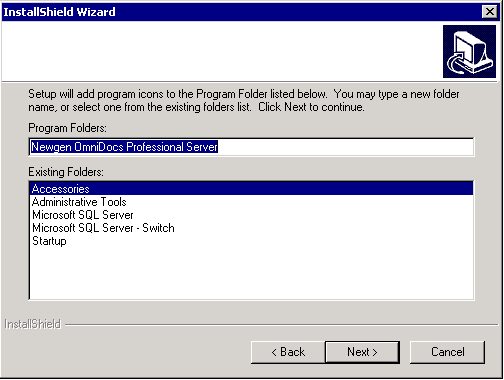 InstallShield Wizard
Setup will add program icons to the Program Folder listed below. You may type a new folder
name, or select one from the existing folders list. Click Next to continue.
Program Folders:
Newgen OmniDocs Professional Server
Existing Folders:
Accessories
Administrative Tools
Microsoft SQL Server
Microsoft SQL Server - Switch
Startup
InstallShield
< Back Next > Cancel